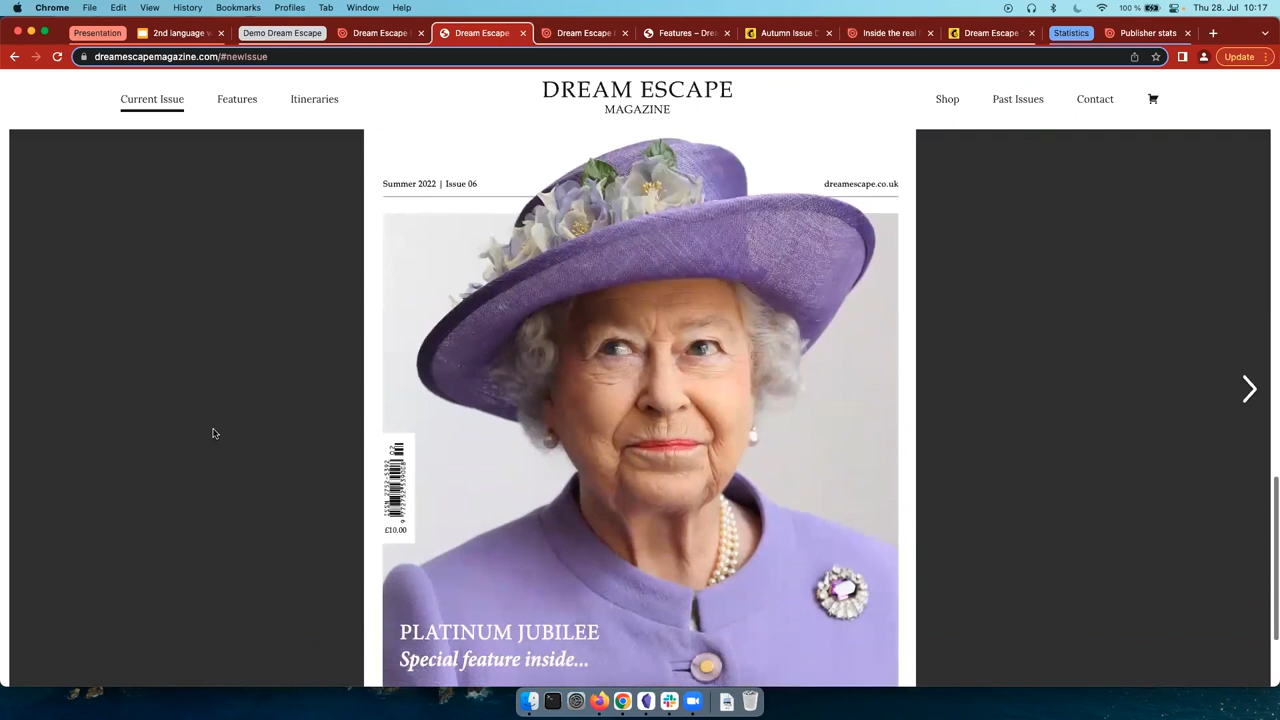 Chrome File Edit View History Bookmarks Profiles Tab Window Help 100 % Thu 28. Jul 10:17
Presentation 2nd language Demo Dream Escape Dream Escape Dream Escape Dream Escape Features – Dre Autumn Issue Inside the real Dream Escape Statistics Publisher stats
dreamescapemagazine.com/#newIssue Update
DREAM ESCAPE
MAGAZINE
Current Issue Features Itineraries Shop Past Issues Contact
Summer 2022 | Issue 06 dreamescape.co.uk
£10.00
PLATINUM JUBILEE
Special feature inside...